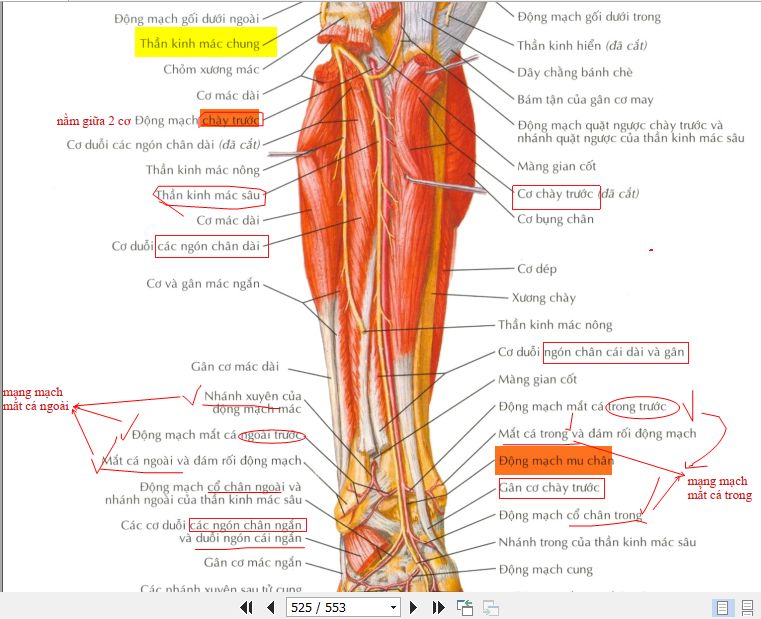 Động mạch gối dưới ngoài
Thần kinh mác chung
Chỏm xương mác
Cơ mác dài
nằm giữa 2 cơ Động mạch chày trước
Cơ duỗi các ngón chân dài (đã cắt)
Thần kinh mác nông
Thần kinh mác sâu
Cơ mác dài
Cơ duỗi các ngón chân dài
Cơ và gân mác ngắn
Gân cơ mác dài
mạng mạch
mắt cá ngoài
Nhánh xuyên của
động mạch mác
Động mạch mắt cá ngoài trước
Mắt cá ngoài và đám rối động mạch
Động mạch cổ chân ngoài và
nhánh ngoài của thần kinh mác sâu
Các cơ duỗi các ngón chân ngắn
và duỗi ngón cái ngắn
Gân cơ mác ngắn
Các nhánh xuyên sau từ cung
Động mạch gối dưới trong
Thần kinh hiển (đã cắt)
Dây chằng bánh chè
Bám tận của gân cơ may
Động mạch quặt ngược chày trước và
nhánh quặt ngược của thần kinh mác sâu
Màng gian cốt
Cơ chày trước (đã cắt)
Cơ bụng chân
Cơ dép
Xương chày
Thần kinh mác nông
Cơ duỗi ngón chân cái dài và gân
Màng gian cốt
Động mạch mắt cá trong trước
Mắt cá trong và đám rối động mạch
Động mạch mu chân
mạng mạch
mắt cá trong
Gân cơ chày trước
Động mạch cổ chân trong
Nhánh trong của thần kinh mác sâu
Động mạch cung
525 / 553